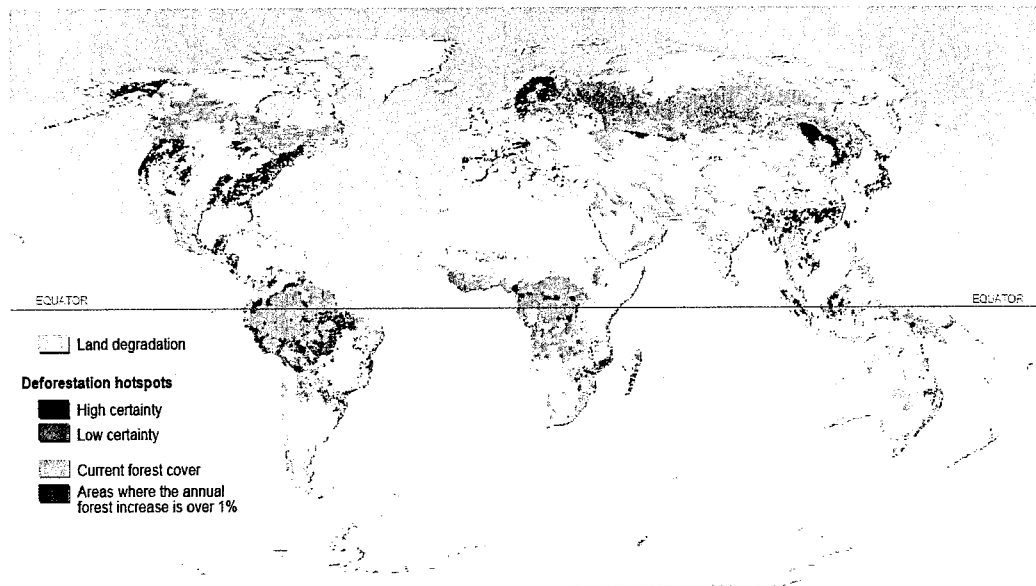 EQUATOR
EQUATOR
Land degradation
Deforestation hotspots
High certainty
Low certainty
Current forest cover
Areas where the annual
forest increase is over 1%